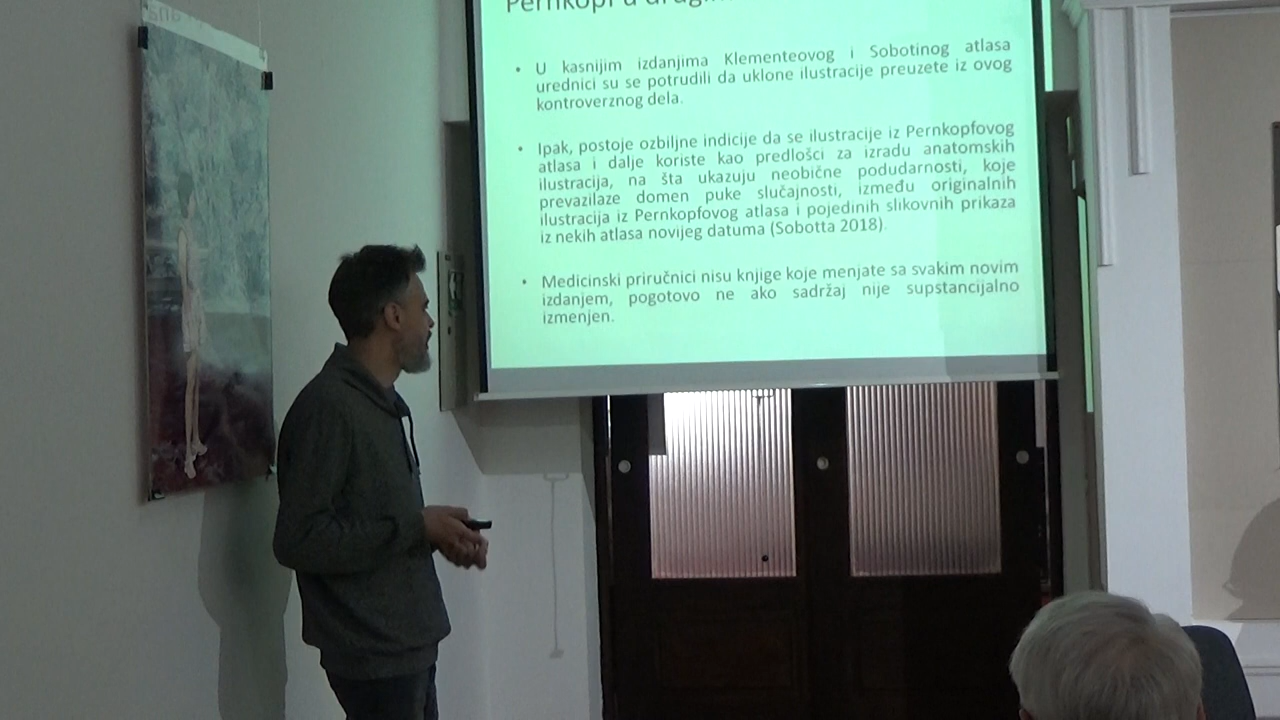 Pernkopf u drugim
• U kasnijim izdanjima Klementeovog i Sobotinog atlasa
urednici su se potrudili da uklone ilustracije preuzete iz ovog
kontroverznog dela.
• Ipak, postoje ozbiljne indicije da se ilustracije iz Pernkopfovog
atlasa i dalje koriste kao predlošci za izradu anatomskih
ilustracija, na šta ukazuju neobične podudarnosti, koje
prevazilaze domen puke slučajnosti, između originalnih
ilustracija iz Pernkopfovog atlasa i pojedinih slikovnih prikaza
iz nekih atlasa novijeg datuma (Sobotta 2018).
• Medicinski priručnici nisu knjige koje menjate sa svakim novim
izdanjem, pogotovo ne ako sadržaj nije supstancijalno
izmenjen.